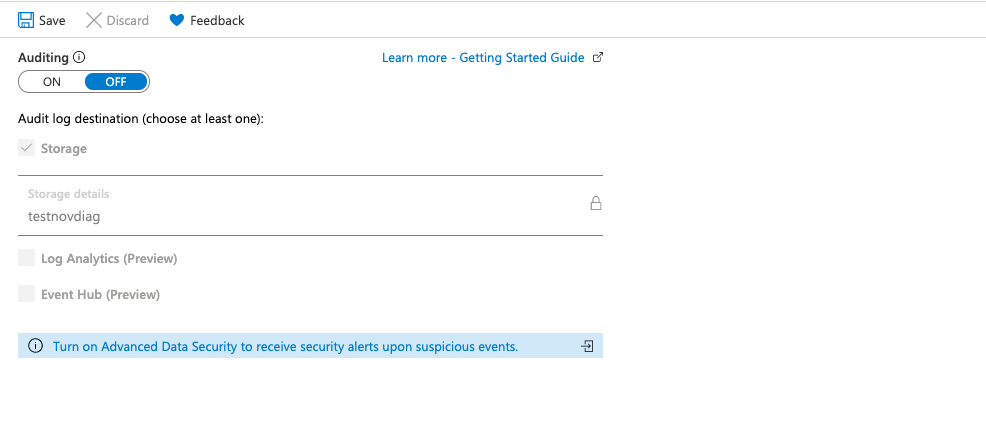 Save Discard Feedback
Auditing Learn more - Getting Started Guide
ON OFF
Audit log destination (choose at least one):
Storage
Storage details
testnovdiag
Log Analytics (Preview)
Event Hub (Preview)
Turn on Advanced Data Security to receive security alerts upon suspicious events.